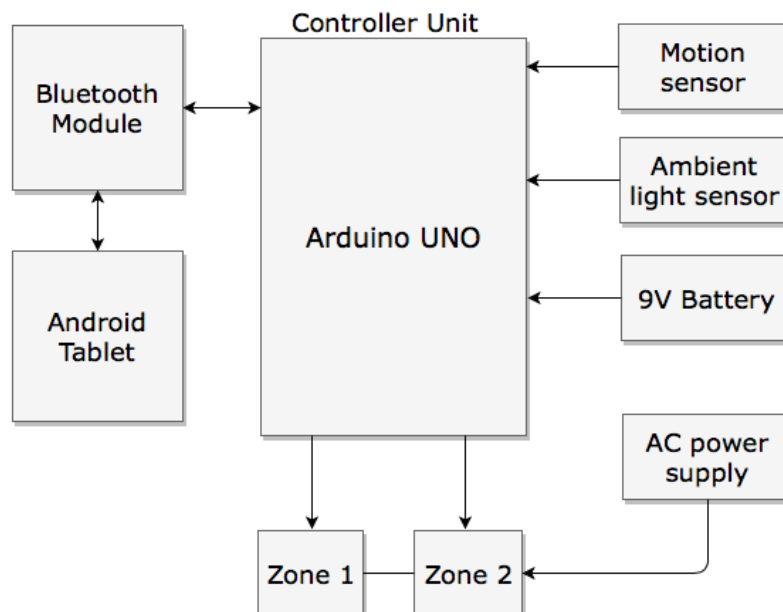 Controller Unit
Bluetooth
Module
Arduino UNO
Android
Tablet
Motion
sensor
Ambient
light sensor
9V Battery
AC power
supply
Zone 1
Zone 2